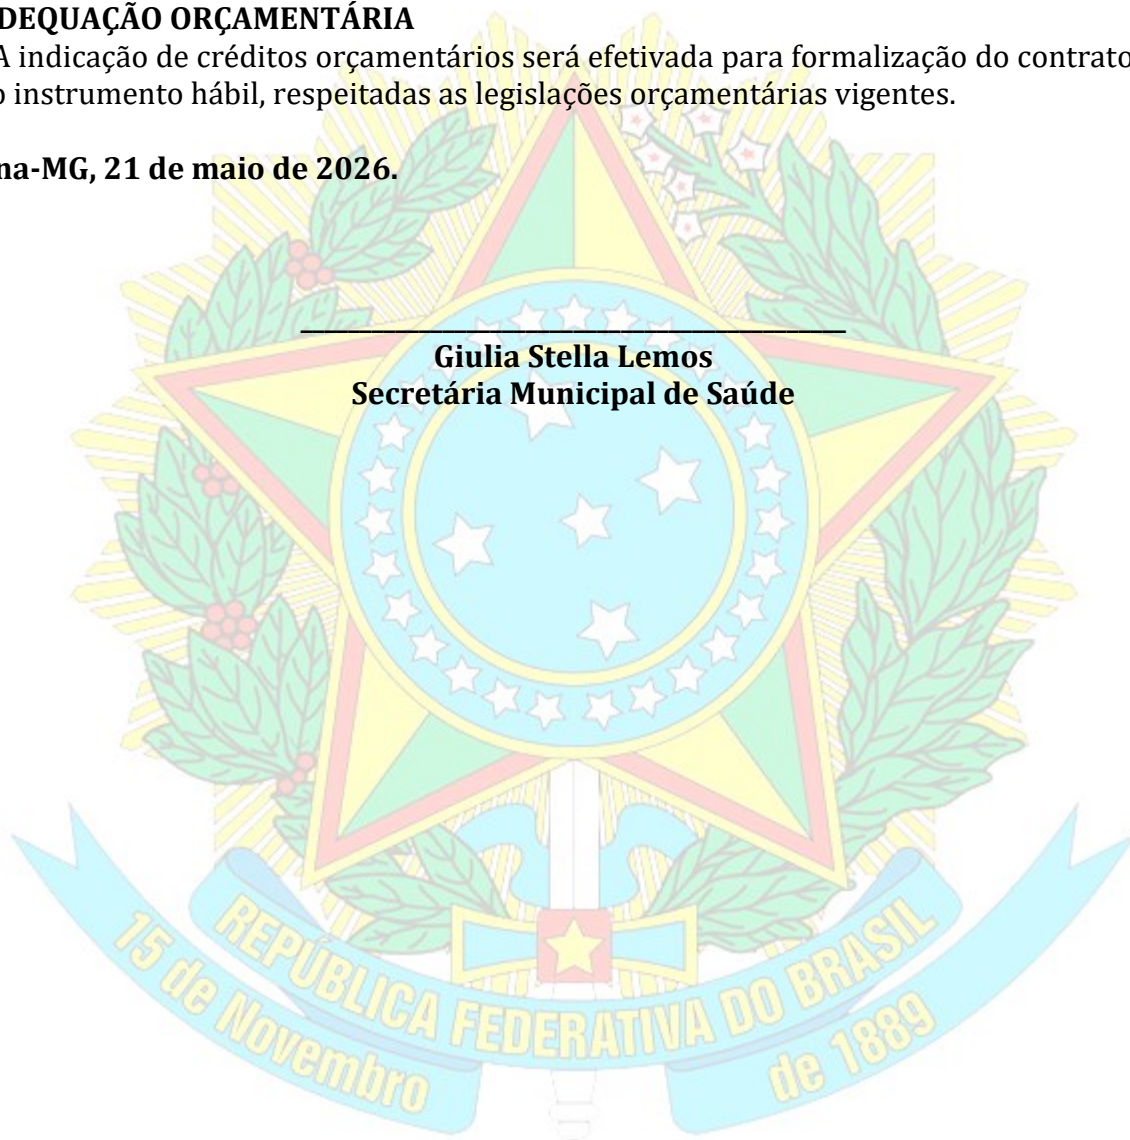 DEQUAÇÃO ORÇAMENTÁRIA
A indicação de créditos orçamentários será efetivada para formalização do contrato
o instrumento hábil, respeitadas as legislações orçamentárias vigentes.
na-MG, 21 de maio de 2026.
Giulia Stella Lemos
Secretária Municipal de Saúde
REPÚBLICA FEDERATIVA DO BRASIL
15 de Novembro
de 1889